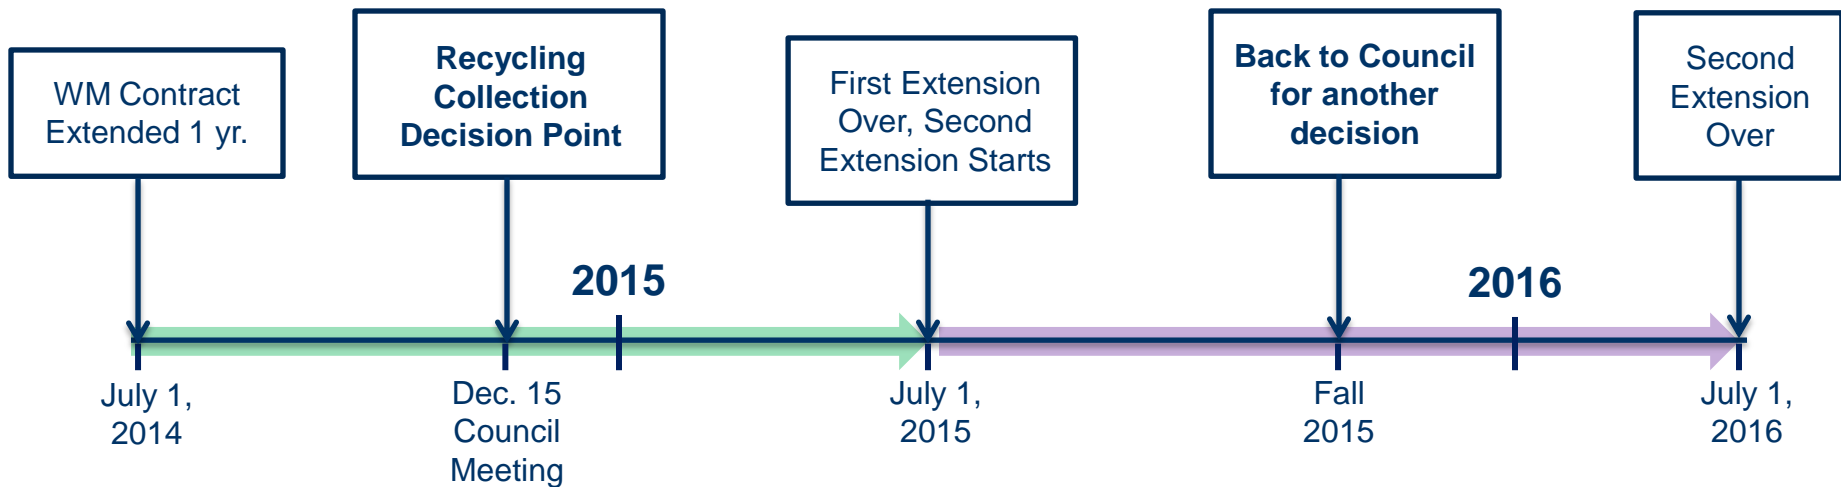 WM Contract
Extended 1 yr.
Recycling
Collection
Decision Point
First Extension
Over, Second
Extension Starts
Back to Council
for another
decision
Second
Extension
Over
2015
2016
July 1,
2014
Dec. 15
Council
Meeting
July 1,
2015
Fall
2015
July 1,
2016